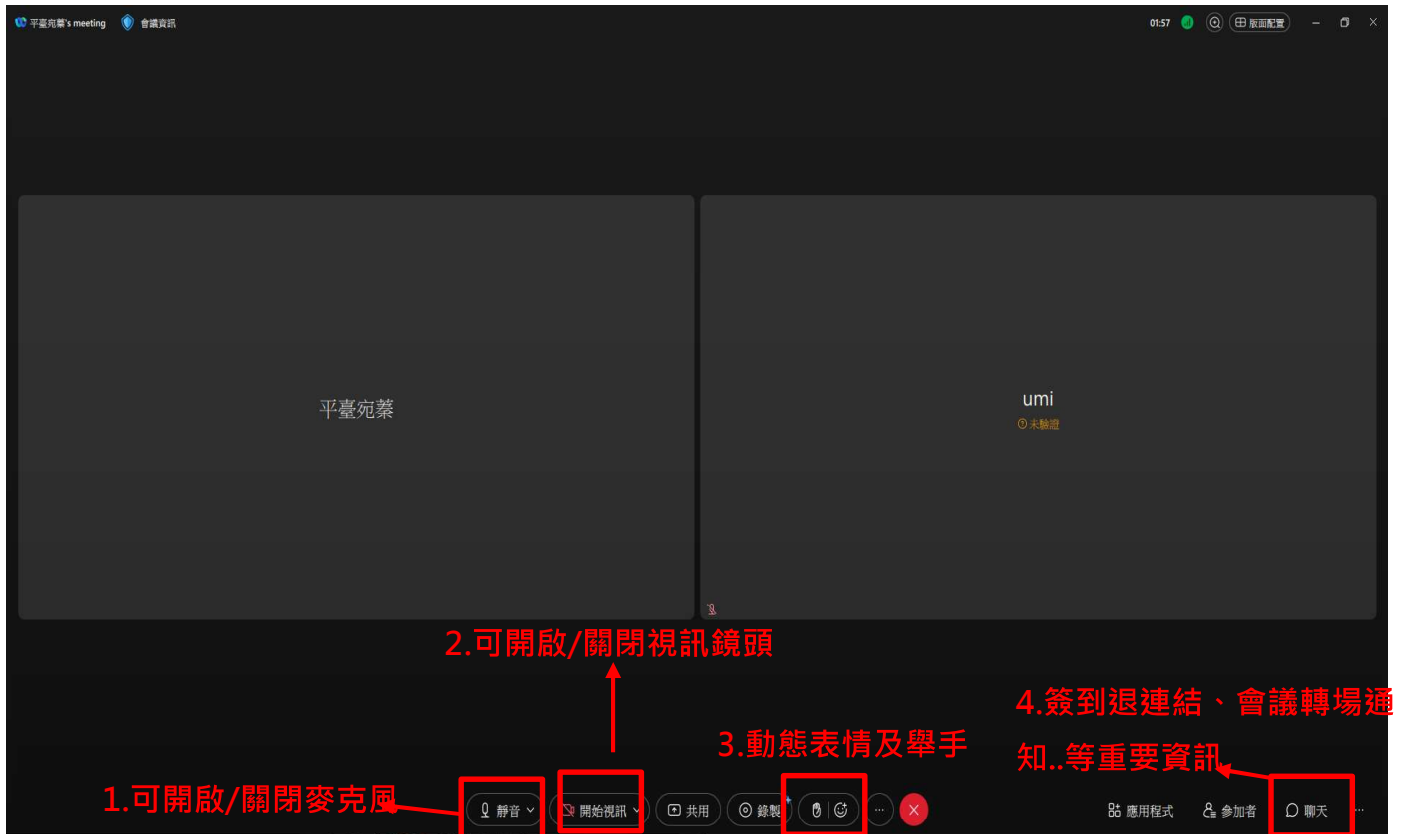 平臺宛蓁's meeting 會議資訊 01:57 版面配置
平臺宛蓁
umi
未驗證
2.可開啟/關閉視訊鏡頭
4.簽到退連結、會議轉場通
知..等重要資訊
3.動態表情及舉手
1.可開啟/關閉麥克風
靜音 開始視訊 共用 錄製 應用程式 參加者 聊天